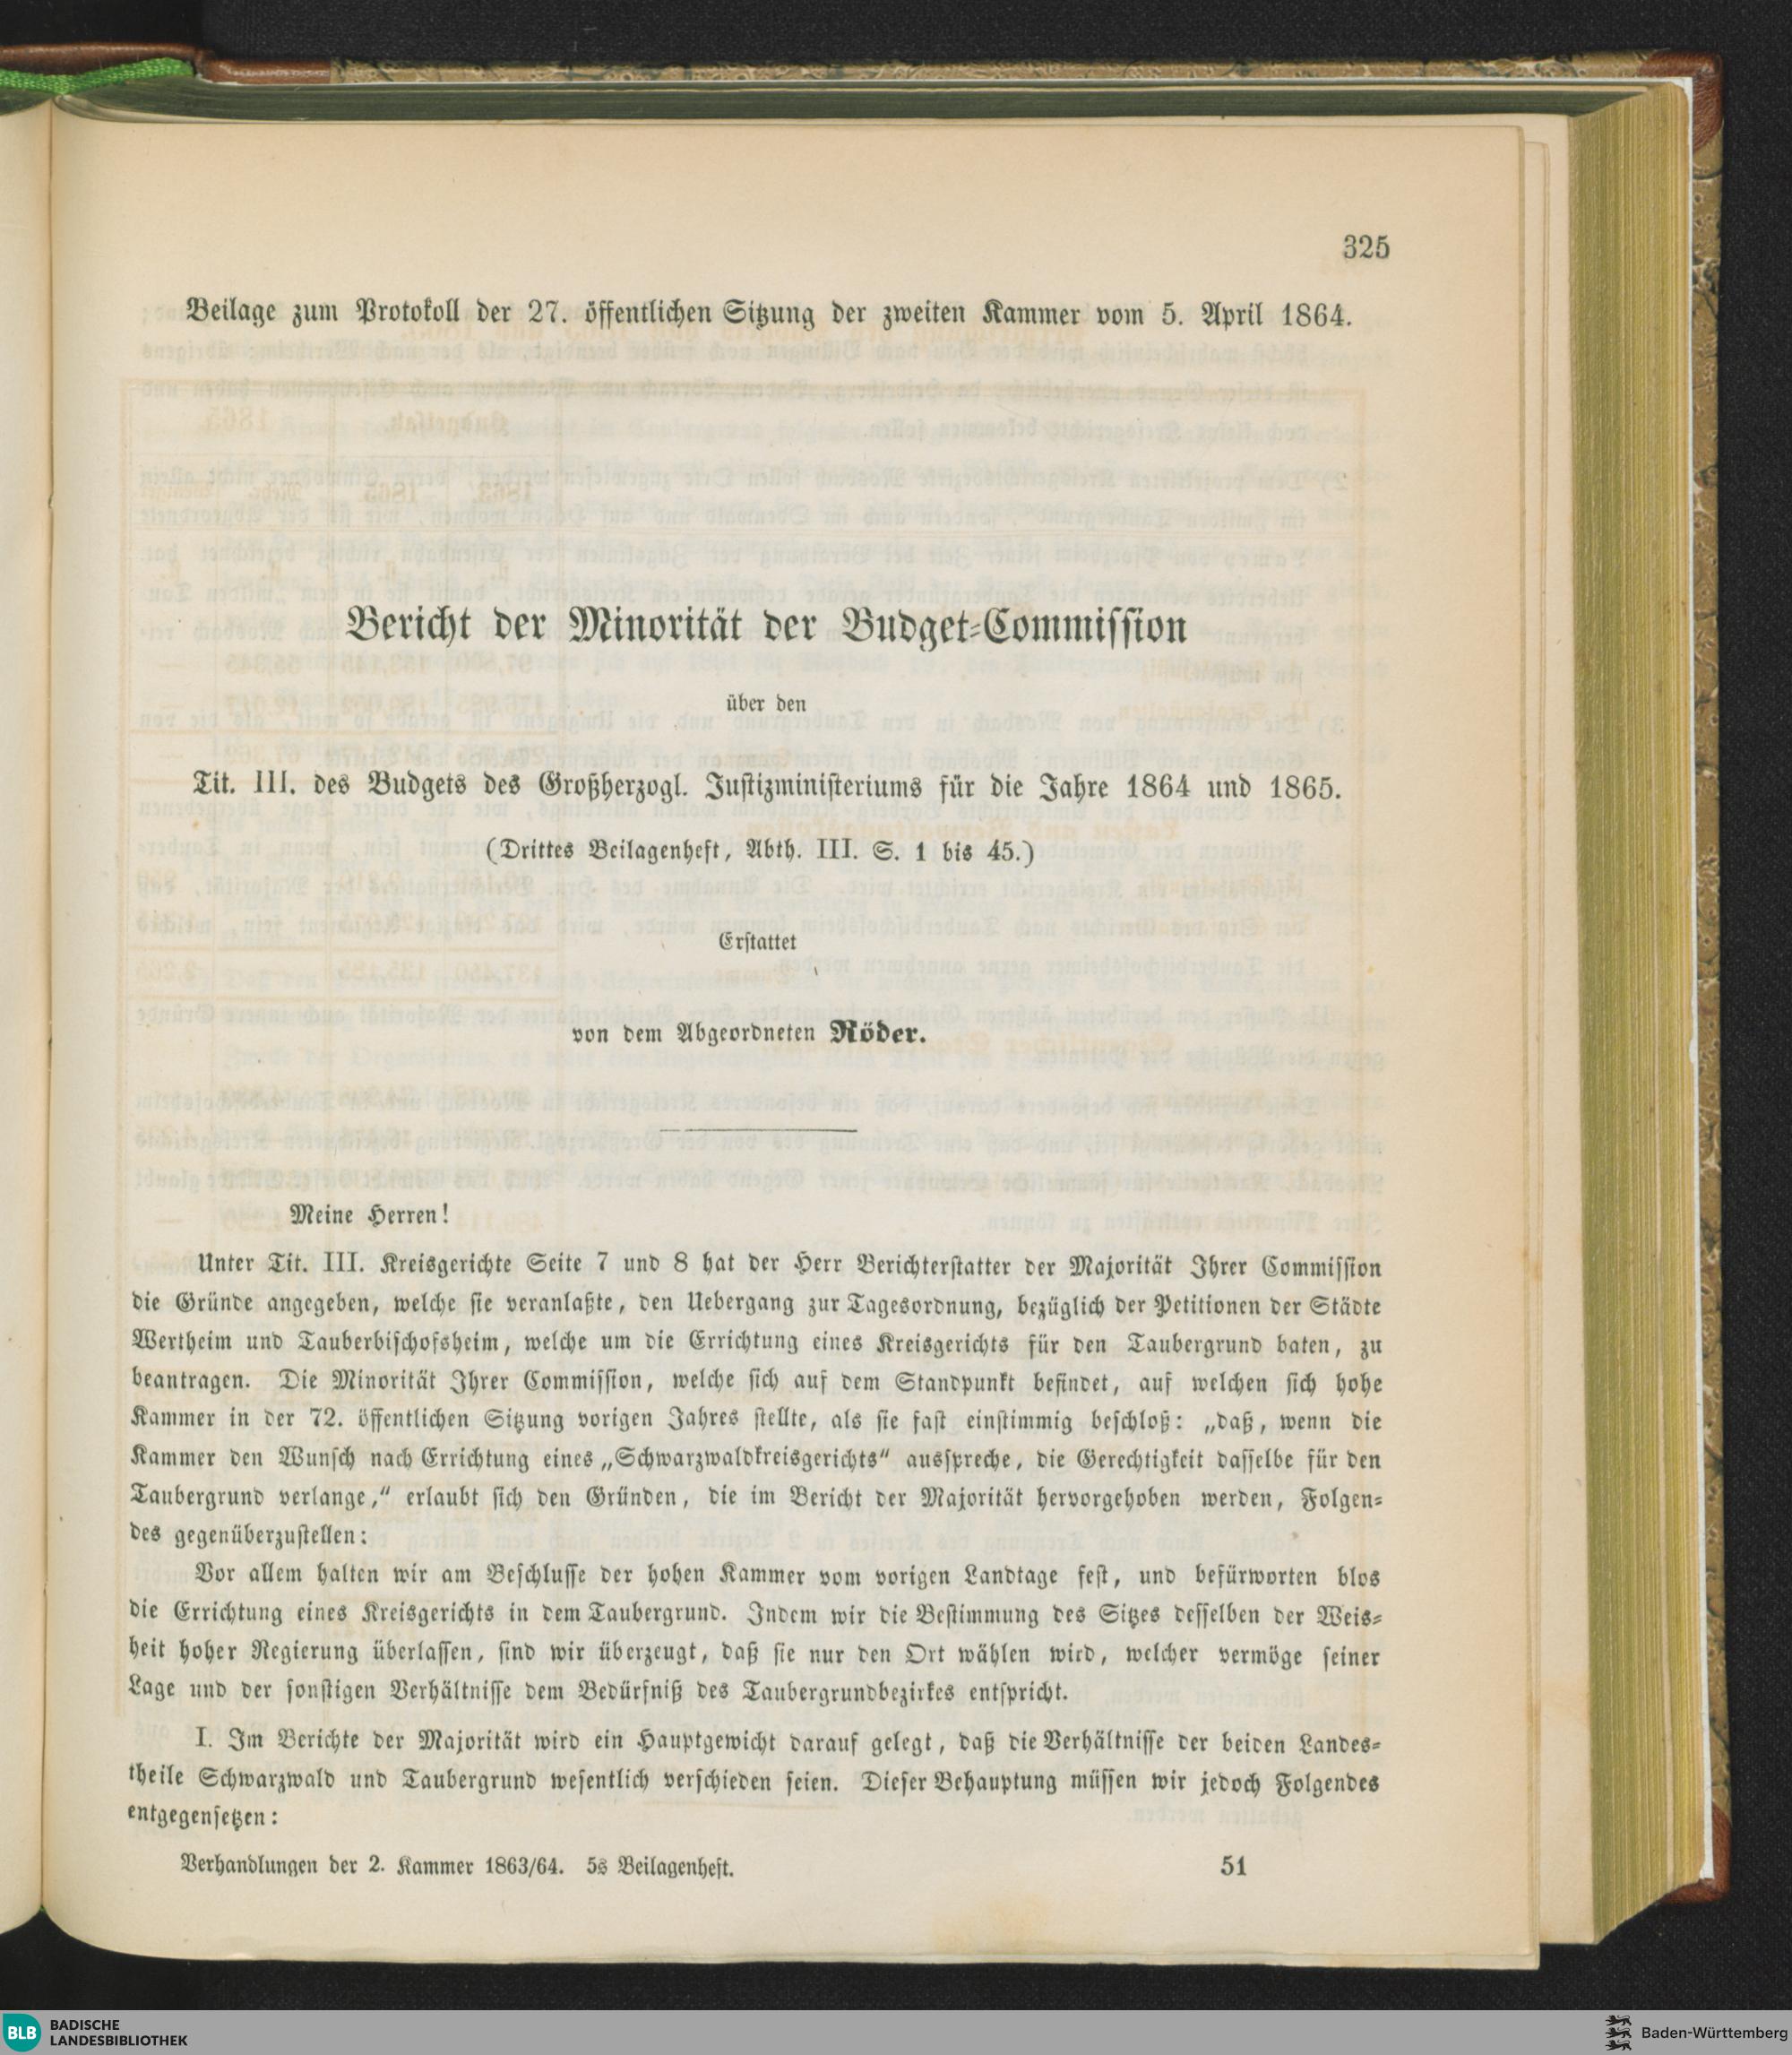 325
Beilage zum Protokoll der 27. öffentlichen Sitzung der zweiten Kammer vom 5. April 1864.
Bericht der Minorität der Budget-Commission
über den
Tit. III. des Budgets des Großherzogl. Justizministeriums für die Jahre 1864 und 1865.
(Drittes Beilagenheft, Abth. III. S. 1 bis 45.)
Erstattet
von dem Abgeordneten Röder.
Meine Herren!
Unter Tit. III. Kreisgerichte Seite 7 und 8 hat der Herr Berichterstatter der Majorität Ihrer Commission
die Gründe angegeben, welche sie veranlaßte, den Uebergang zur Tagesordnung, bezüglich der Petitionen der Städte
Wertheim und Tauberbischofsheim, welche um die Errichtung eines Kreisgerichts für den Taubergrund baten, zu
beantragen. Die Minorität Ihrer Commission, welche sich auf dem Standpunkt befindet, auf welchen sich hohe
Kammer in der 72. öffentlichen Sitzung vorigen Jahres stellte, als sie fast einstimmig beschloß: „daß, wenn die
Kammer den Wunsch nach Errichtung eines „Schwarzwaldkreisgerichts“ ausspreche, die Gerechtigkeit dasselbe für den
Taubergrund verlange,“ erlaubt sich den Gründen, die im Bericht der Majorität hervorgehoben werden, Folgen-
des gegenüberzustellen:
Vor allem halten wir am Beschlusse der hohen Kammer vom vorigen Landtage fest, und befürworten blos
die Errichtung eines Kreisgerichts in dem Taubergrund. Indem wir die Bestimmung des Sitzes desselben der Weis-
heit hoher Regierung überlassen, sind wir überzeugt, daß sie nur den Ort wählen wird, welcher vermöge seiner
Lage und der sonstigen Verhältnisse dem Bedürfniß des Taubergrundbezirkes entspricht.
I. Im Berichte der Majorität wird ein Hauptgewicht darauf gelegt, daß die Verhältnisse der beiden Landes-
theile Schwarzwald und Taubergrund wesentlich verschieden seien. Dieser Behauptung müssen wir jedoch Folgendes
entgegensetzen:
Verhandlungen der 2. Kammer 1863/64. 5s Beilagenheft. 51
BLB BADISCHE
LANDESBIBLIOTHEK
Baden-Württemberg